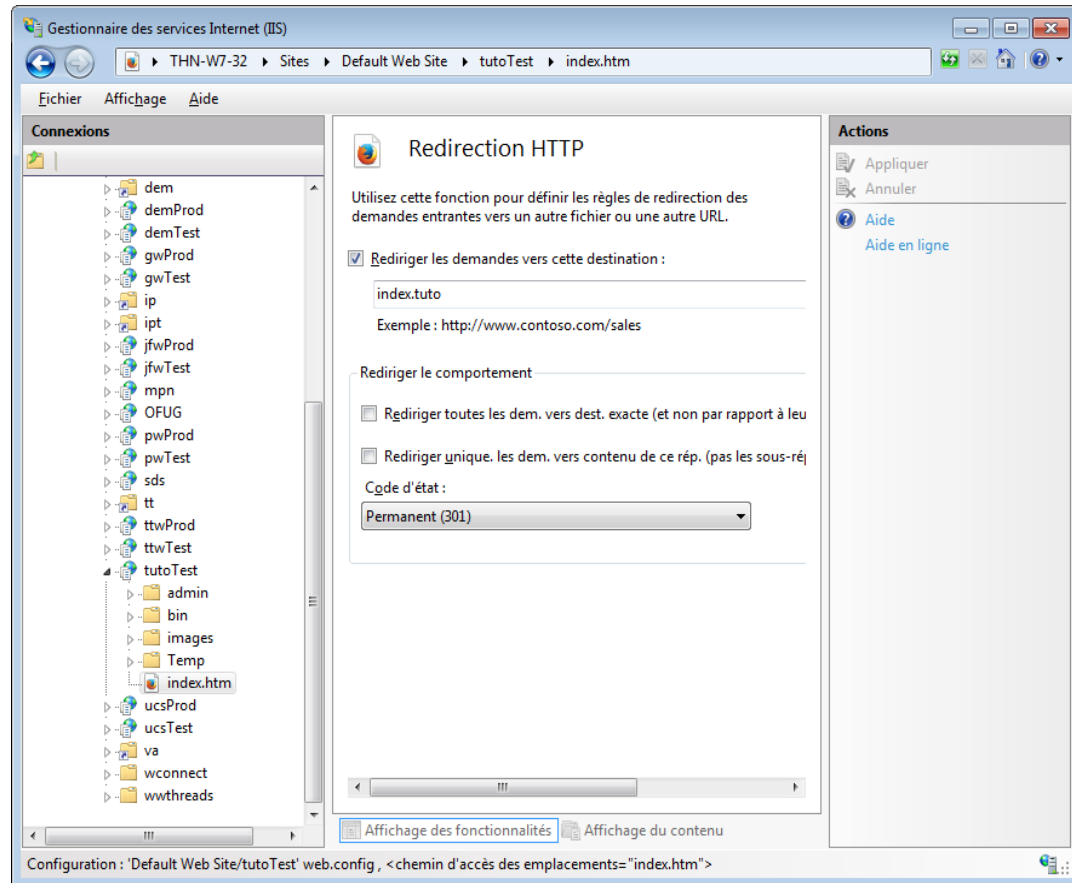 Gestionnaire des services Internet (IIS)
THN-W7-32 Sites Default Web Site tutoTest index.htm
Fichier Affichage Aide
Connexions
dem
demProd
demTest
gwProd
gwTest
ip
ipt
jfwProd
jfwTest
mpn
OFUG
pwProd
pwTest
sds
tt
ttwProd
ttwTest
tutoTest
admin
bin
images
Temp
index.htm
ucsProd
ucsTest
va
wconnect
wwthreads
Redirection HTTP
Utilisez cette fonction pour définir les règles de redirection des
demandes entrantes vers un autre fichier ou une autre URL.
Rediriger les demandes vers cette destination :
index.tuto
Exemple : http://www.contoso.com/sales
Rediriger le comportement
Rediriger toutes les dem. vers dest. exacte (et non par rapport à leu
Rediriger unique. les dem. vers contenu de ce rép. (pas les sous-rép
Code d'état :
Permanent (301)
Affichage des fonctionnalités Affichage du contenu
Actions
Appliquer
Annuler
Aide
Aide en ligne
Configuration : 'Default Web Site/tutoTest' web.config , <chemin d'accès des emplacements="index.htm">